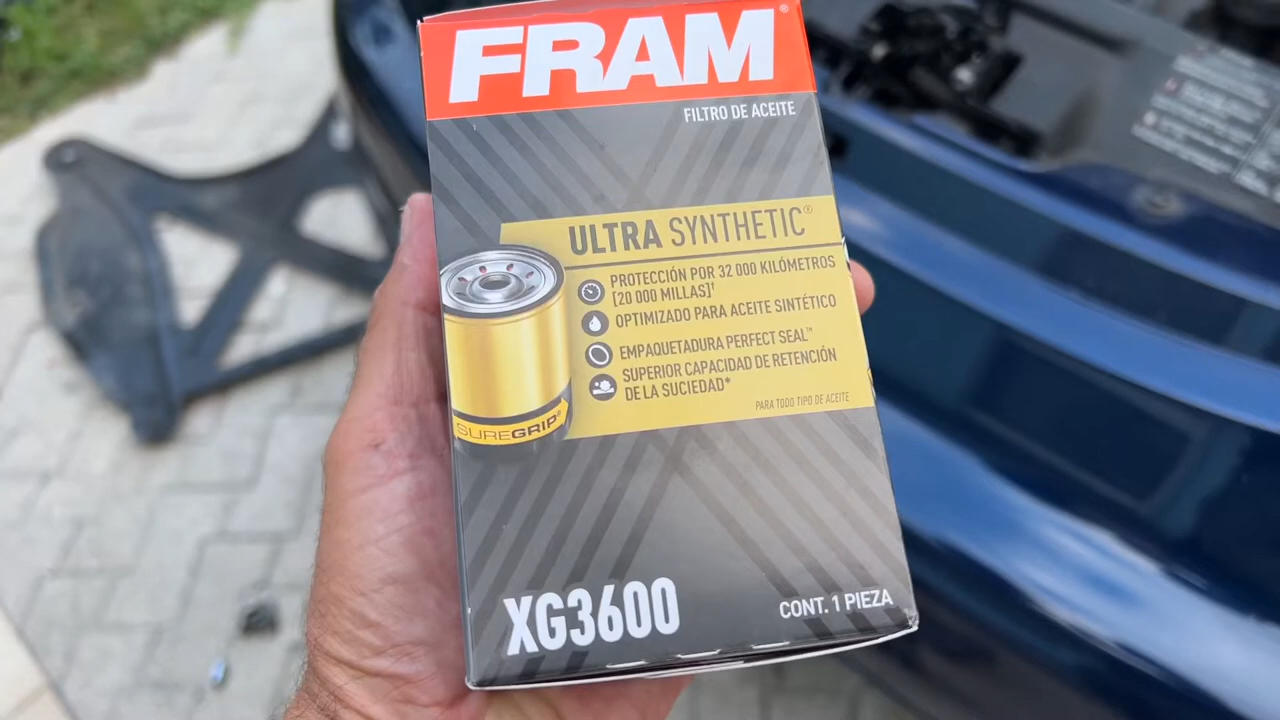 FRAM®
FILTRO DE ACEITE
ULTRA SYNTHETIC®
PROTECCIÓN POR 32 000 KILÓMETROS
[20 000 MILLAS]†
OPTIMIZADO PARA ACEITE SINTÉTICO
EMPAQUETADURA PERFECT SEAL™
SUPERIOR CAPACIDAD DE RETENCIÓN
DE LA SUCIEDAD*
PARA TODO TIPO DE ACEITE
SUREGRIP®
XG3600
CONT. 1 PIEZA